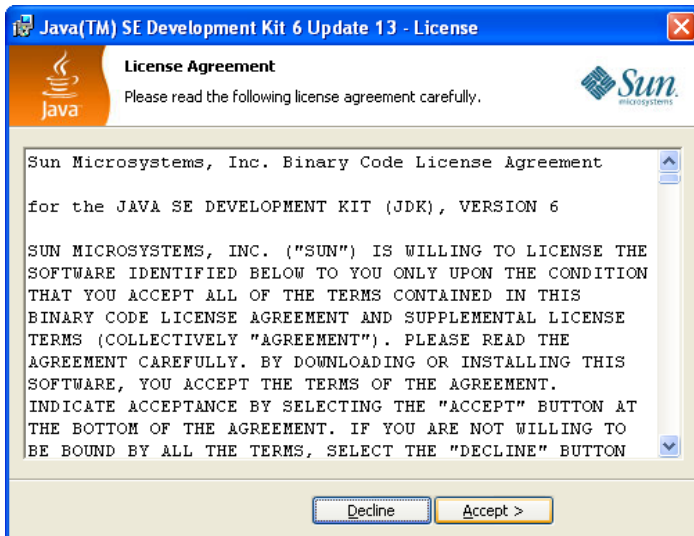 Java(TM) SE Development Kit 6 Update 13 - License
License Agreement
Please read the following license agreement carefully.
Java
Sun
microsystems
Sun Microsystems, Inc. Binary Code License Agreement
for the JAVA SE DEVELOPMENT KIT (JDK), VERSION 6
SUN MICROSYSTEMS, INC. ("SUN") IS WILLING TO LICENSE THE
SOFTWARE IDENTIFIED BELOW TO YOU ONLY UPON THE CONDITION
THAT YOU ACCEPT ALL OF THE TERMS CONTAINED IN THIS
BINARY CODE LICENSE AGREEMENT AND SUPPLEMENTAL LICENSE
TERMS (COLLECTIVELY "AGREEMENT"). PLEASE READ THE
AGREEMENT CAREFULLY. BY DOWNLOADING OR INSTALLING THIS
SOFTWARE, YOU ACCEPT THE TERMS OF THE AGREEMENT.
INDICATE ACCEPTANCE BY SELECTING THE "ACCEPT" BUTTON AT
THE BOTTOM OF THE AGREEMENT. IF YOU ARE NOT WILLING TO
BE BOUND BY ALL THE TERMS, SELECT THE "DECLINE" BUTTON
Decline
Accept >